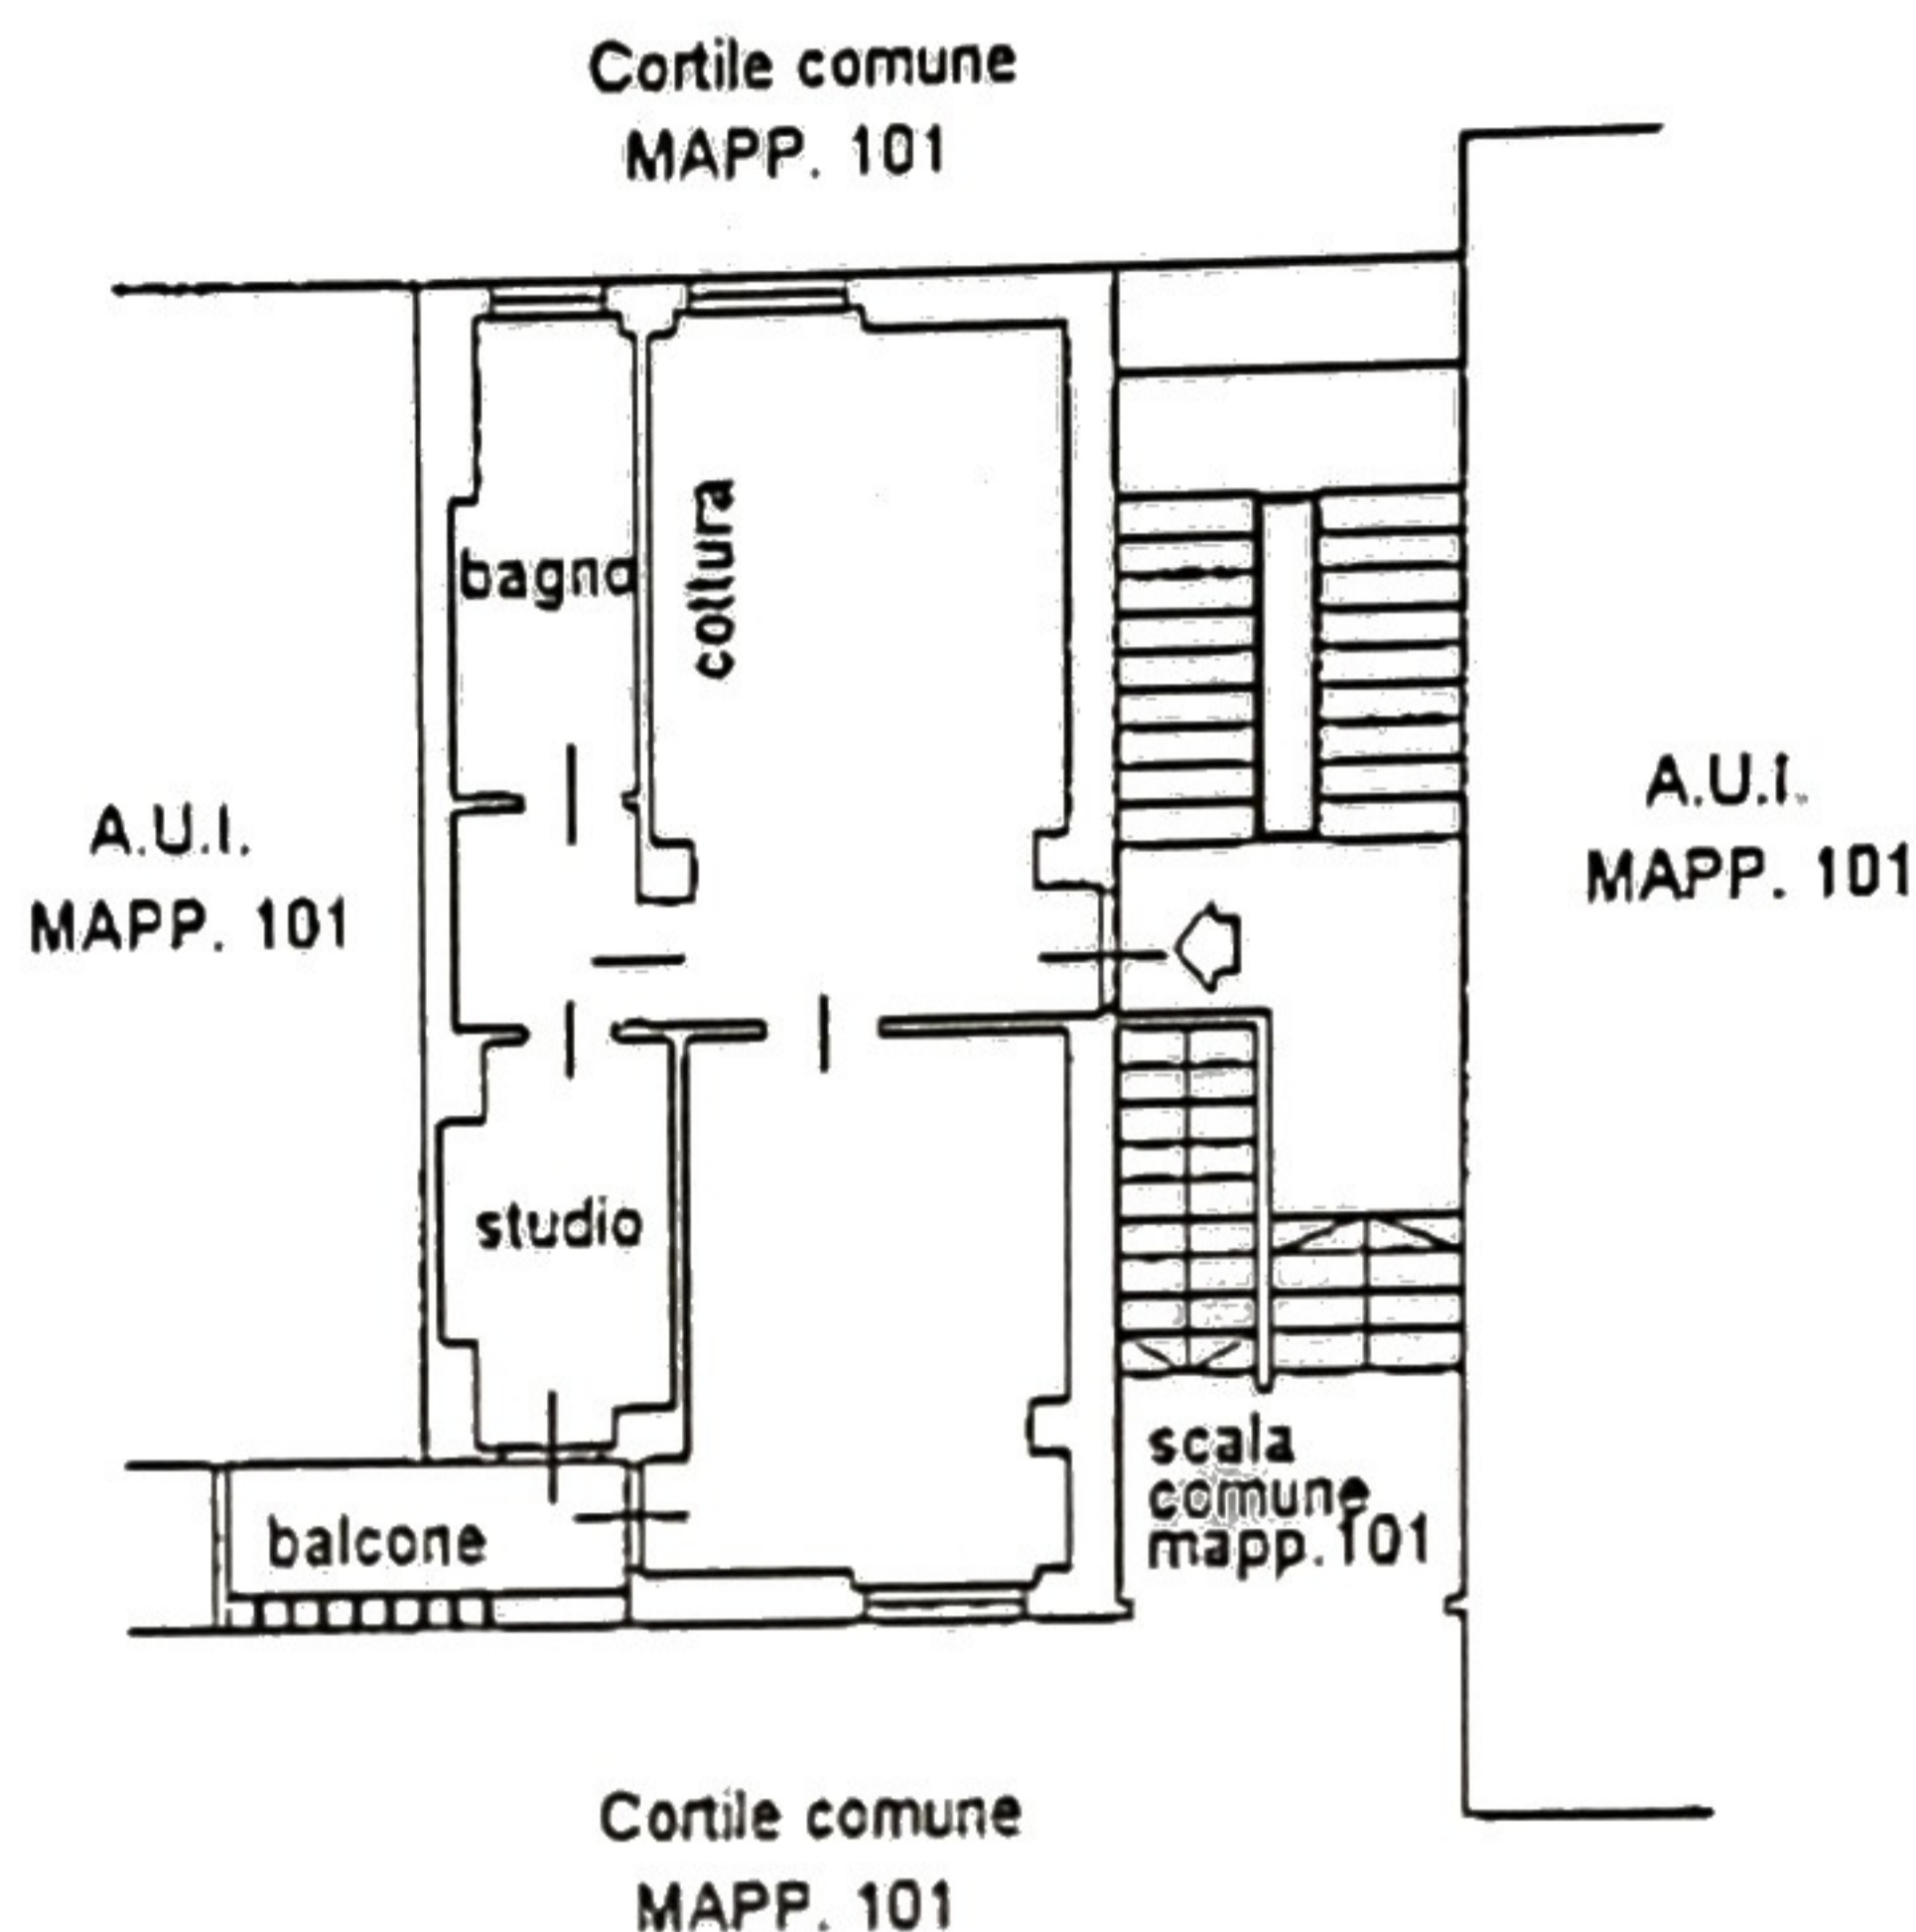 Cortile comune
MAPP. 101
bagno
cottura
A.U.I.
MAPP. 101
A.U.I.
MAPP. 101
studio
scala
comune
mapp. 101
balcone
Cortile comune
MAPP. 101